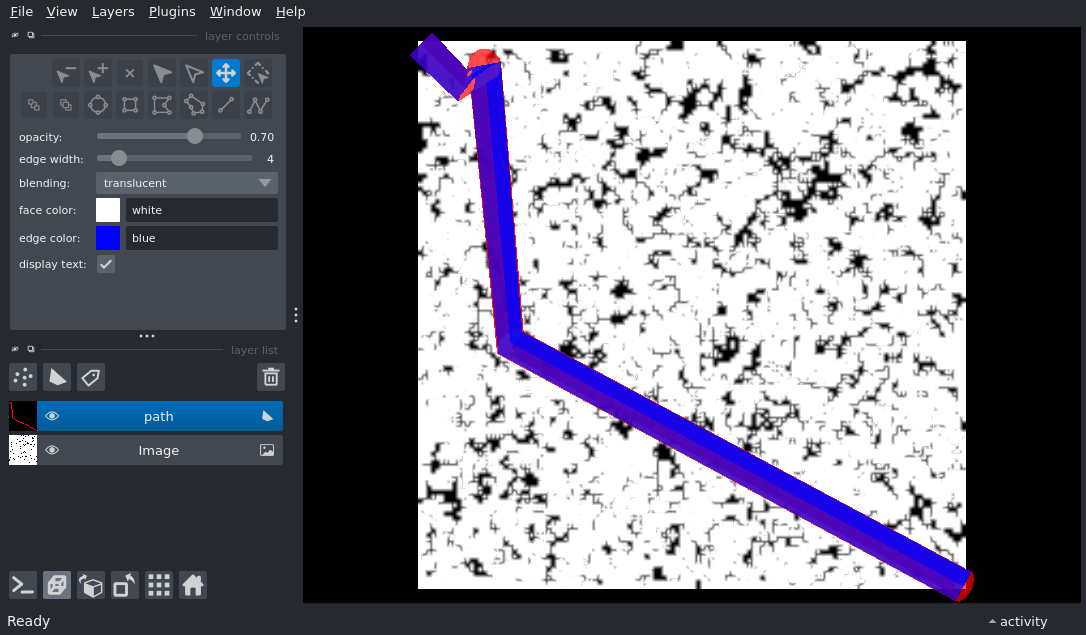 File View Layers Plugins Window Help
layer controls
opacity: 0.70
edge width: 4
blending: translucent
face color: white
edge color: blue
display text:
layer list
path
Image
Ready
activity